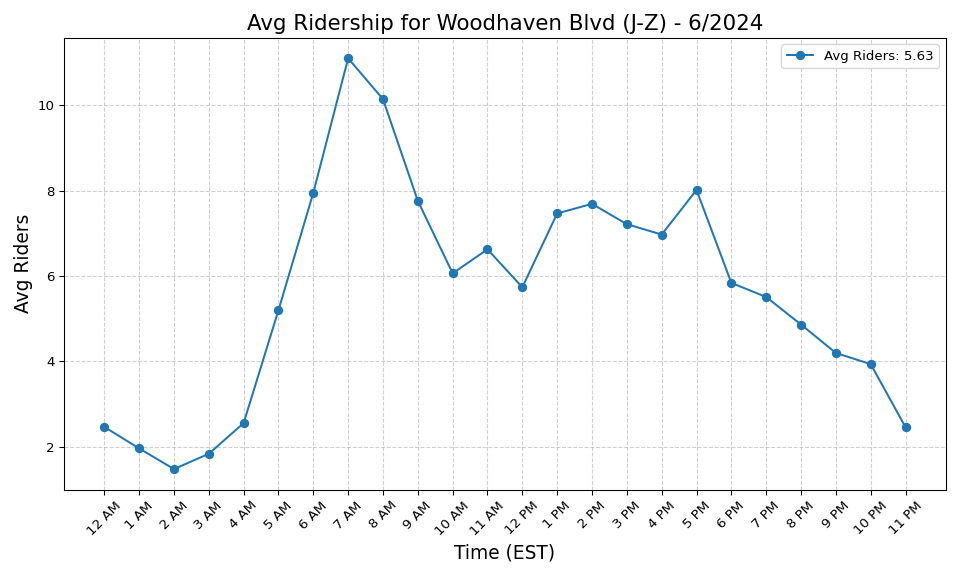 Avg Ridership for Woodhaven Blvd (J-Z) - 6/2024
Avg Riders: 5.63
Avg Riders
10
8
6
4
2
12 AM
1 AM
2 AM
3 AM
4 AM
5 AM
6 AM
7 AM
8 AM
9 AM
10 AM
11 AM
12 PM
1 PM
2 PM
3 PM
4 PM
5 PM
6 PM
7 PM
8 PM
9 PM
10 PM
11 PM
Time (EST)